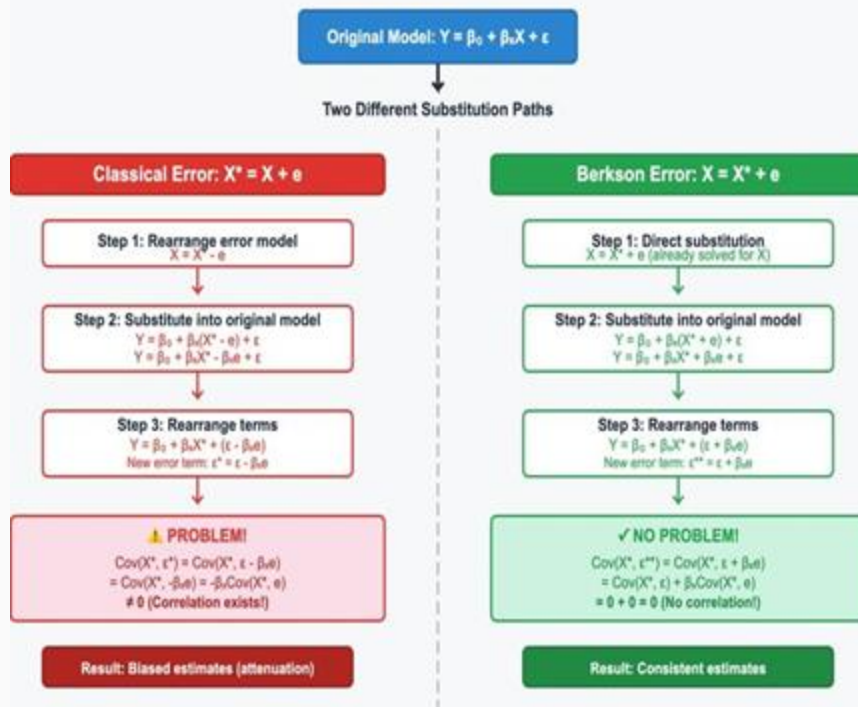 Original Model: Y = β₀ + βₓX + ε
Two Different Substitution Paths
Classical Error: X* = X + e
Step 1: Rearrange error model
X = X* - e
Step 2: Substitute into original model
Y = β₀ + βₓ(X* - e) + ε
Y = β₀ + βₓX* - βₓe + ε
Step 3: Rearrange terms
Y = β₀ + βₓX* + (ε - βₓe)
New error term: ε* = ε - βₓe
⚠ PROBLEM!
Cov(X*, ε*) = Cov(X*, ε - βₓe)
= Cov(X*, -βₓe) = -βₓCov(X*, e)
≠ 0 (Correlation exists!)
Result: Biased estimates (attenuation)
Berkson Error: X = X* + e
Step 1: Direct substitution
X = X* + e (already solved for X)
Step 2: Substitute into original model
Y = β₀ + βₓ(X* + e) + ε
Y = β₀ + βₓX* + βₓe + ε
Step 3: Rearrange terms
Y = β₀ + βₓX* + (ε + βₓe)
New error term: ε** = ε + βₓe
✓ NO PROBLEM!
Cov(X*, ε**) = Cov(X*, ε + βₓe)
= Cov(X*, ε) + βₓCov(X*, e)
= 0 + 0 = 0 (No correlation!)
Result: Consistent estimates